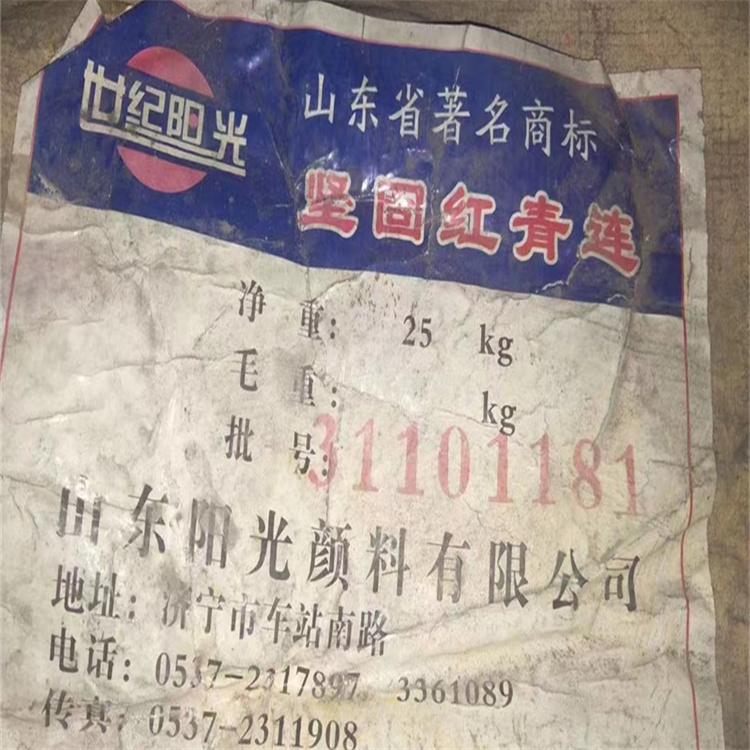 世纪阳光
山东省著名商标
坚固红青连
净 重： 25 kg
毛 重： kg
批 号：31101181
山东阳光颜料有限公司
地址：济宁市车站南路
电话：0537-2317897 3361089
传真：0537-2311908